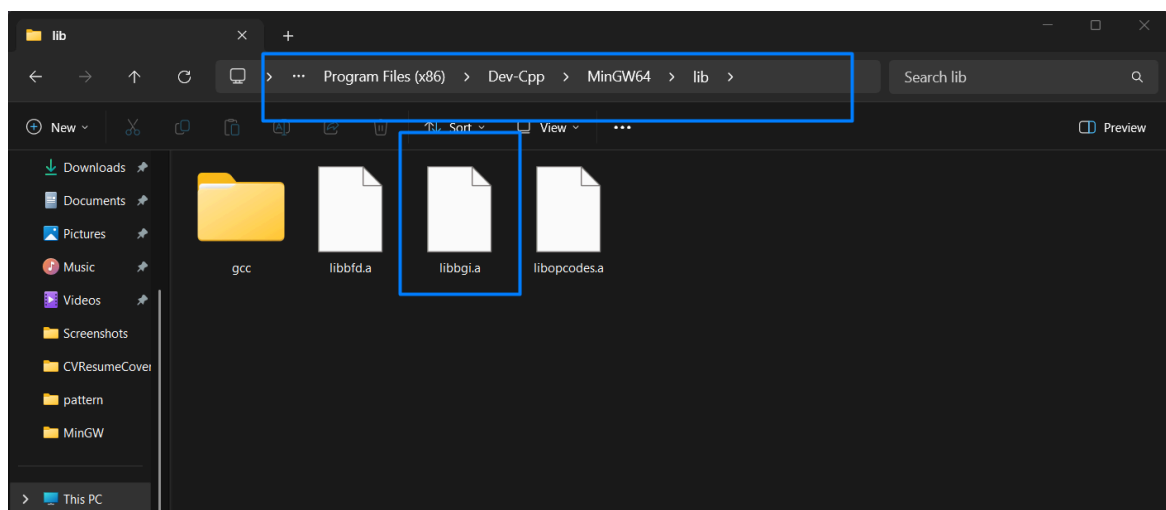 lib
··· Program Files (x86) > Dev-Cpp > MinGW64 > lib >
Search lib
New
Sort
View
···
Preview
Downloads
Documents
Pictures
Music
Videos
Screenshots
CVResumeCover
pattern
MinGW
This PC
gcc
libbfd.a
libbgi.a
libopcodes.a